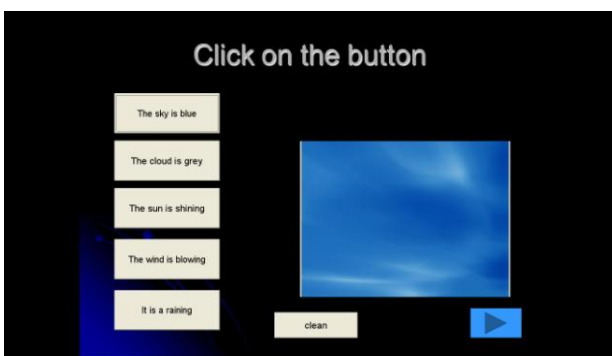 Click on the button
The sky is blue
The cloud is grey
The sun is shining
The wind is blowing
It is a raining
clean